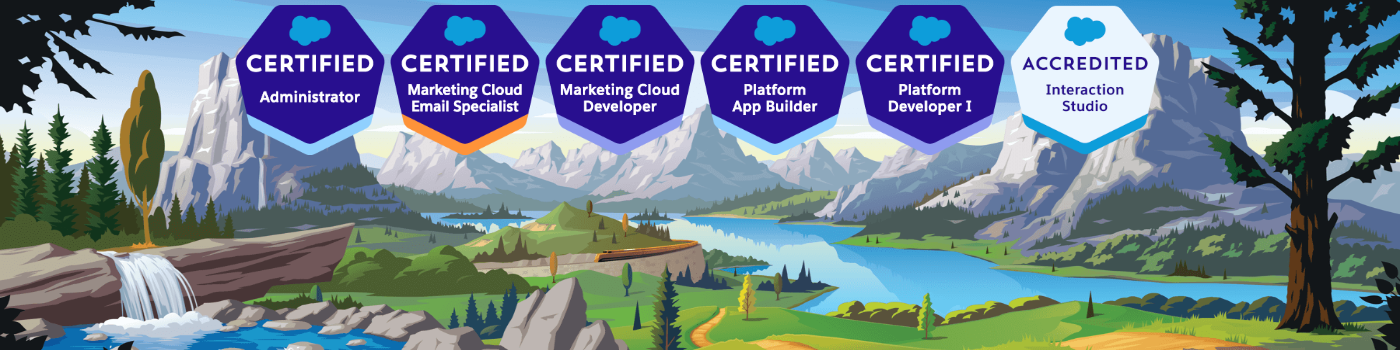 CERTIFIED
Administrator
CERTIFIED
Marketing Cloud
Email Specialist
CERTIFIED
Marketing Cloud
Developer
CERTIFIED
Platform
App Builder
CERTIFIED
Platform
Developer I
ACCREDITED
Interaction
Studio